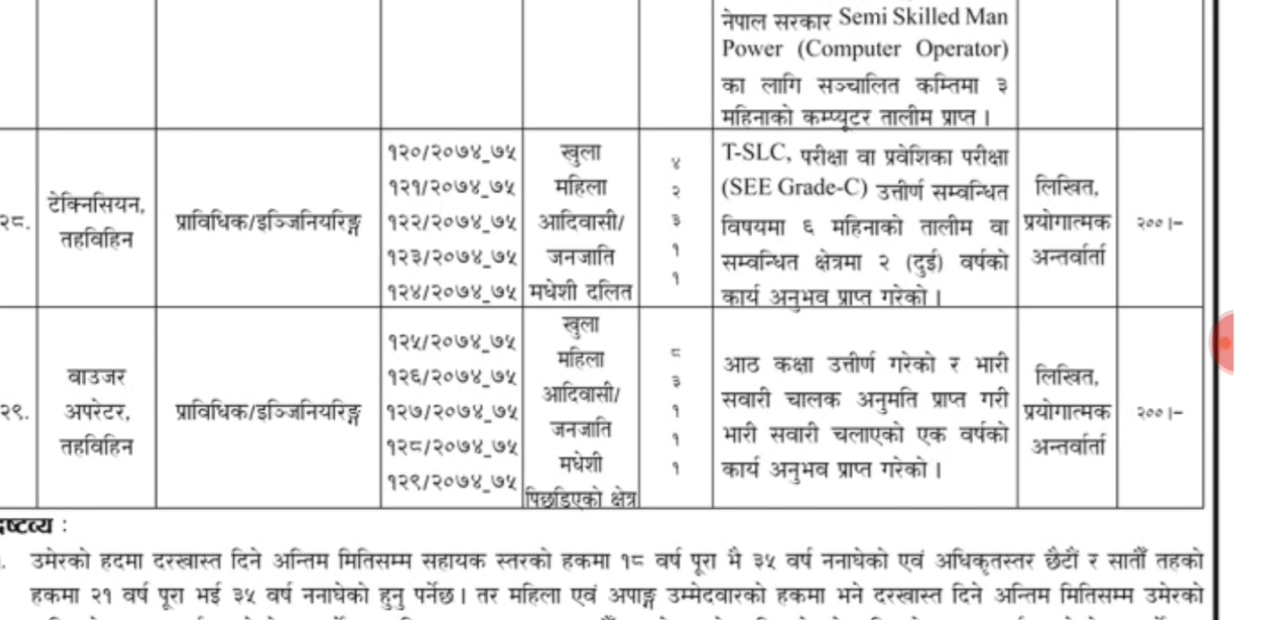 नेपाल सरकार Semi Skilled Man
Power (Computer Operator)
का लागि सञ्चालित कम्तिमा ३
महिनाको कम्प्यूटर तालीम प्राप्त ।
२८.
टेक्निसियन,
तहविहिन
प्राविधिक/इञ्जिनियरिङ्ग
१२०/२०७४_७५
१२१/२०७४_७५
१२२/२०७४_७५
१२३/२०७४_७५
१२४/२०७४_७५
खुला
महिला
आदिवासी/
जनजाति
मधेशी दलित
४
२
३
१
१
T-SLC, परीक्षा वा प्रवेशिका परीक्षा
(SEE Grade-C) उत्तीर्ण सम्वन्धित
विषयमा ६ महिनाको तालीम वा
सम्वन्धित क्षेत्रमा २ (दुई) वर्षको
कार्य अनुभव प्राप्त गरेको ।
लिखित,
प्रयोगात्मक
अन्तर्वार्ता
२००।–
२९.
वाउजर
अपरेटर,
तहविहिन
प्राविधिक/इञ्जिनियरिङ्ग
१२५/२०७४_७५
१२६/२०७४_७५
१२७/२०७४_७५
१२८/२०७४_७५
१२९/२०७४_७५
खुला
महिला
आदिवासी/
जनजाति
मधेशी
पिछडिएको क्षेत्र
८
३
१
१
१
आठ कक्षा उत्तीर्ण गरेको र भारी
सवारी चालक अनुमति प्राप्त गरी
भारी सवारी चलाएको एक वर्षको
कार्य अनुभव प्राप्त गरेको ।
लिखित,
प्रयोगात्मक
अन्तर्वार्ता
२००।–
द्रष्टव्य :
उमेरको हदमा दरखास्त दिने अन्तिम मितिसम्म सहायक स्तरको हकमा १८ वर्ष पूरा भै ३५ वर्ष ननाघेको एवं अधिकृतस्तर छैटौं र सातौं तहको
हकमा २१ वर्ष पूरा भई ३५ वर्ष ननाघेको हुनु पर्नेछ । तर महिला एवं अपाङ्ग उम्मेदवारको हकमा भने दरखास्त दिने अन्तिम मितिसम्म उमेरको